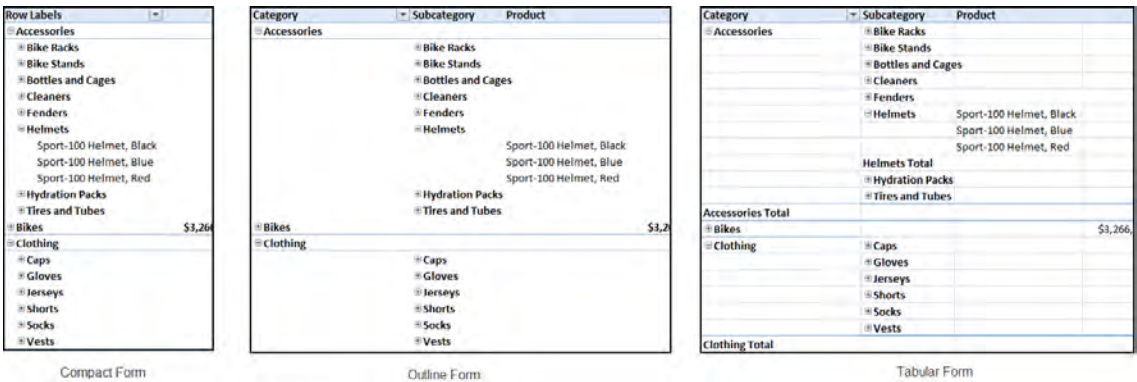 Row Labels
Accessories
Bike Racks
Bike Stands
Bottles and Cages
Cleaners
Fenders
Helmets
Sport-100 Helmet, Black
Sport-100 Helmet, Blue
Sport-100 Helmet, Red
Hydration Packs
Tires and Tubes
Bikes $3,26
Clothing
Caps
Gloves
Jerseys
Shorts
Socks
Vests
Compact Form
Category Subcategory Product
Accessories
Bike Racks
Bike Stands
Bottles and Cages
Cleaners
Fenders
Helmets
Sport-100 Helmet, Black
Sport-100 Helmet, Blue
Sport-100 Helmet, Red
Hydration Packs
Tires and Tubes
Bikes $3,2
Clothing
Caps
Gloves
Jerseys
Shorts
Socks
Vests
Outline Form
Category Subcategory Product
Accessories Bike Racks
Bike Stands
Bottles and Cages
Cleaners
Fenders
Helmets Sport-100 Helmet, Black
Sport-100 Helmet, Blue
Sport-100 Helmet, Red
Helmets Total
Hydration Packs
Tires and Tubes
Accessories Total
Bikes $3,266,
Clothing Caps
Gloves
Jerseys
Shorts
Socks
Vests
Clothing Total
Tabular Form